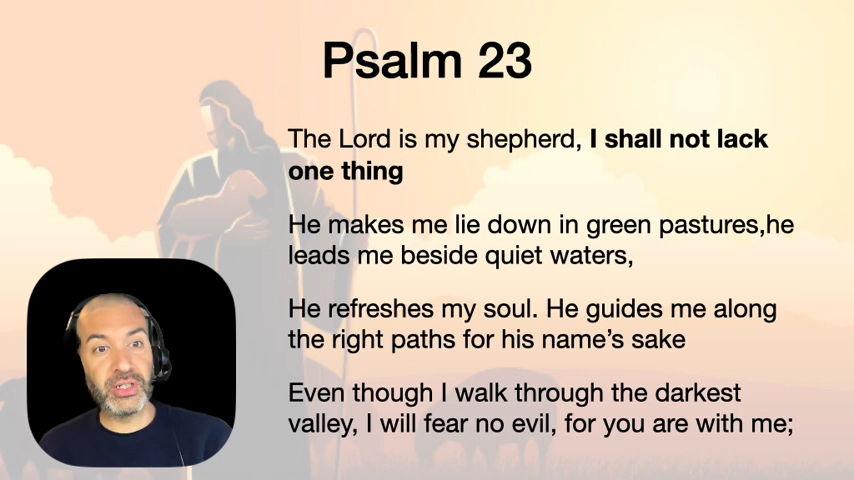 Psalm 23
The Lord is my shepherd, I shall not lack
one thing
He makes me lie down in green pastures,he
leads me beside quiet waters,
He refreshes my soul. He guides me along
the right paths for his name’s sake
Even though I walk through the darkest
valley, I will fear no evil, for you are with me;